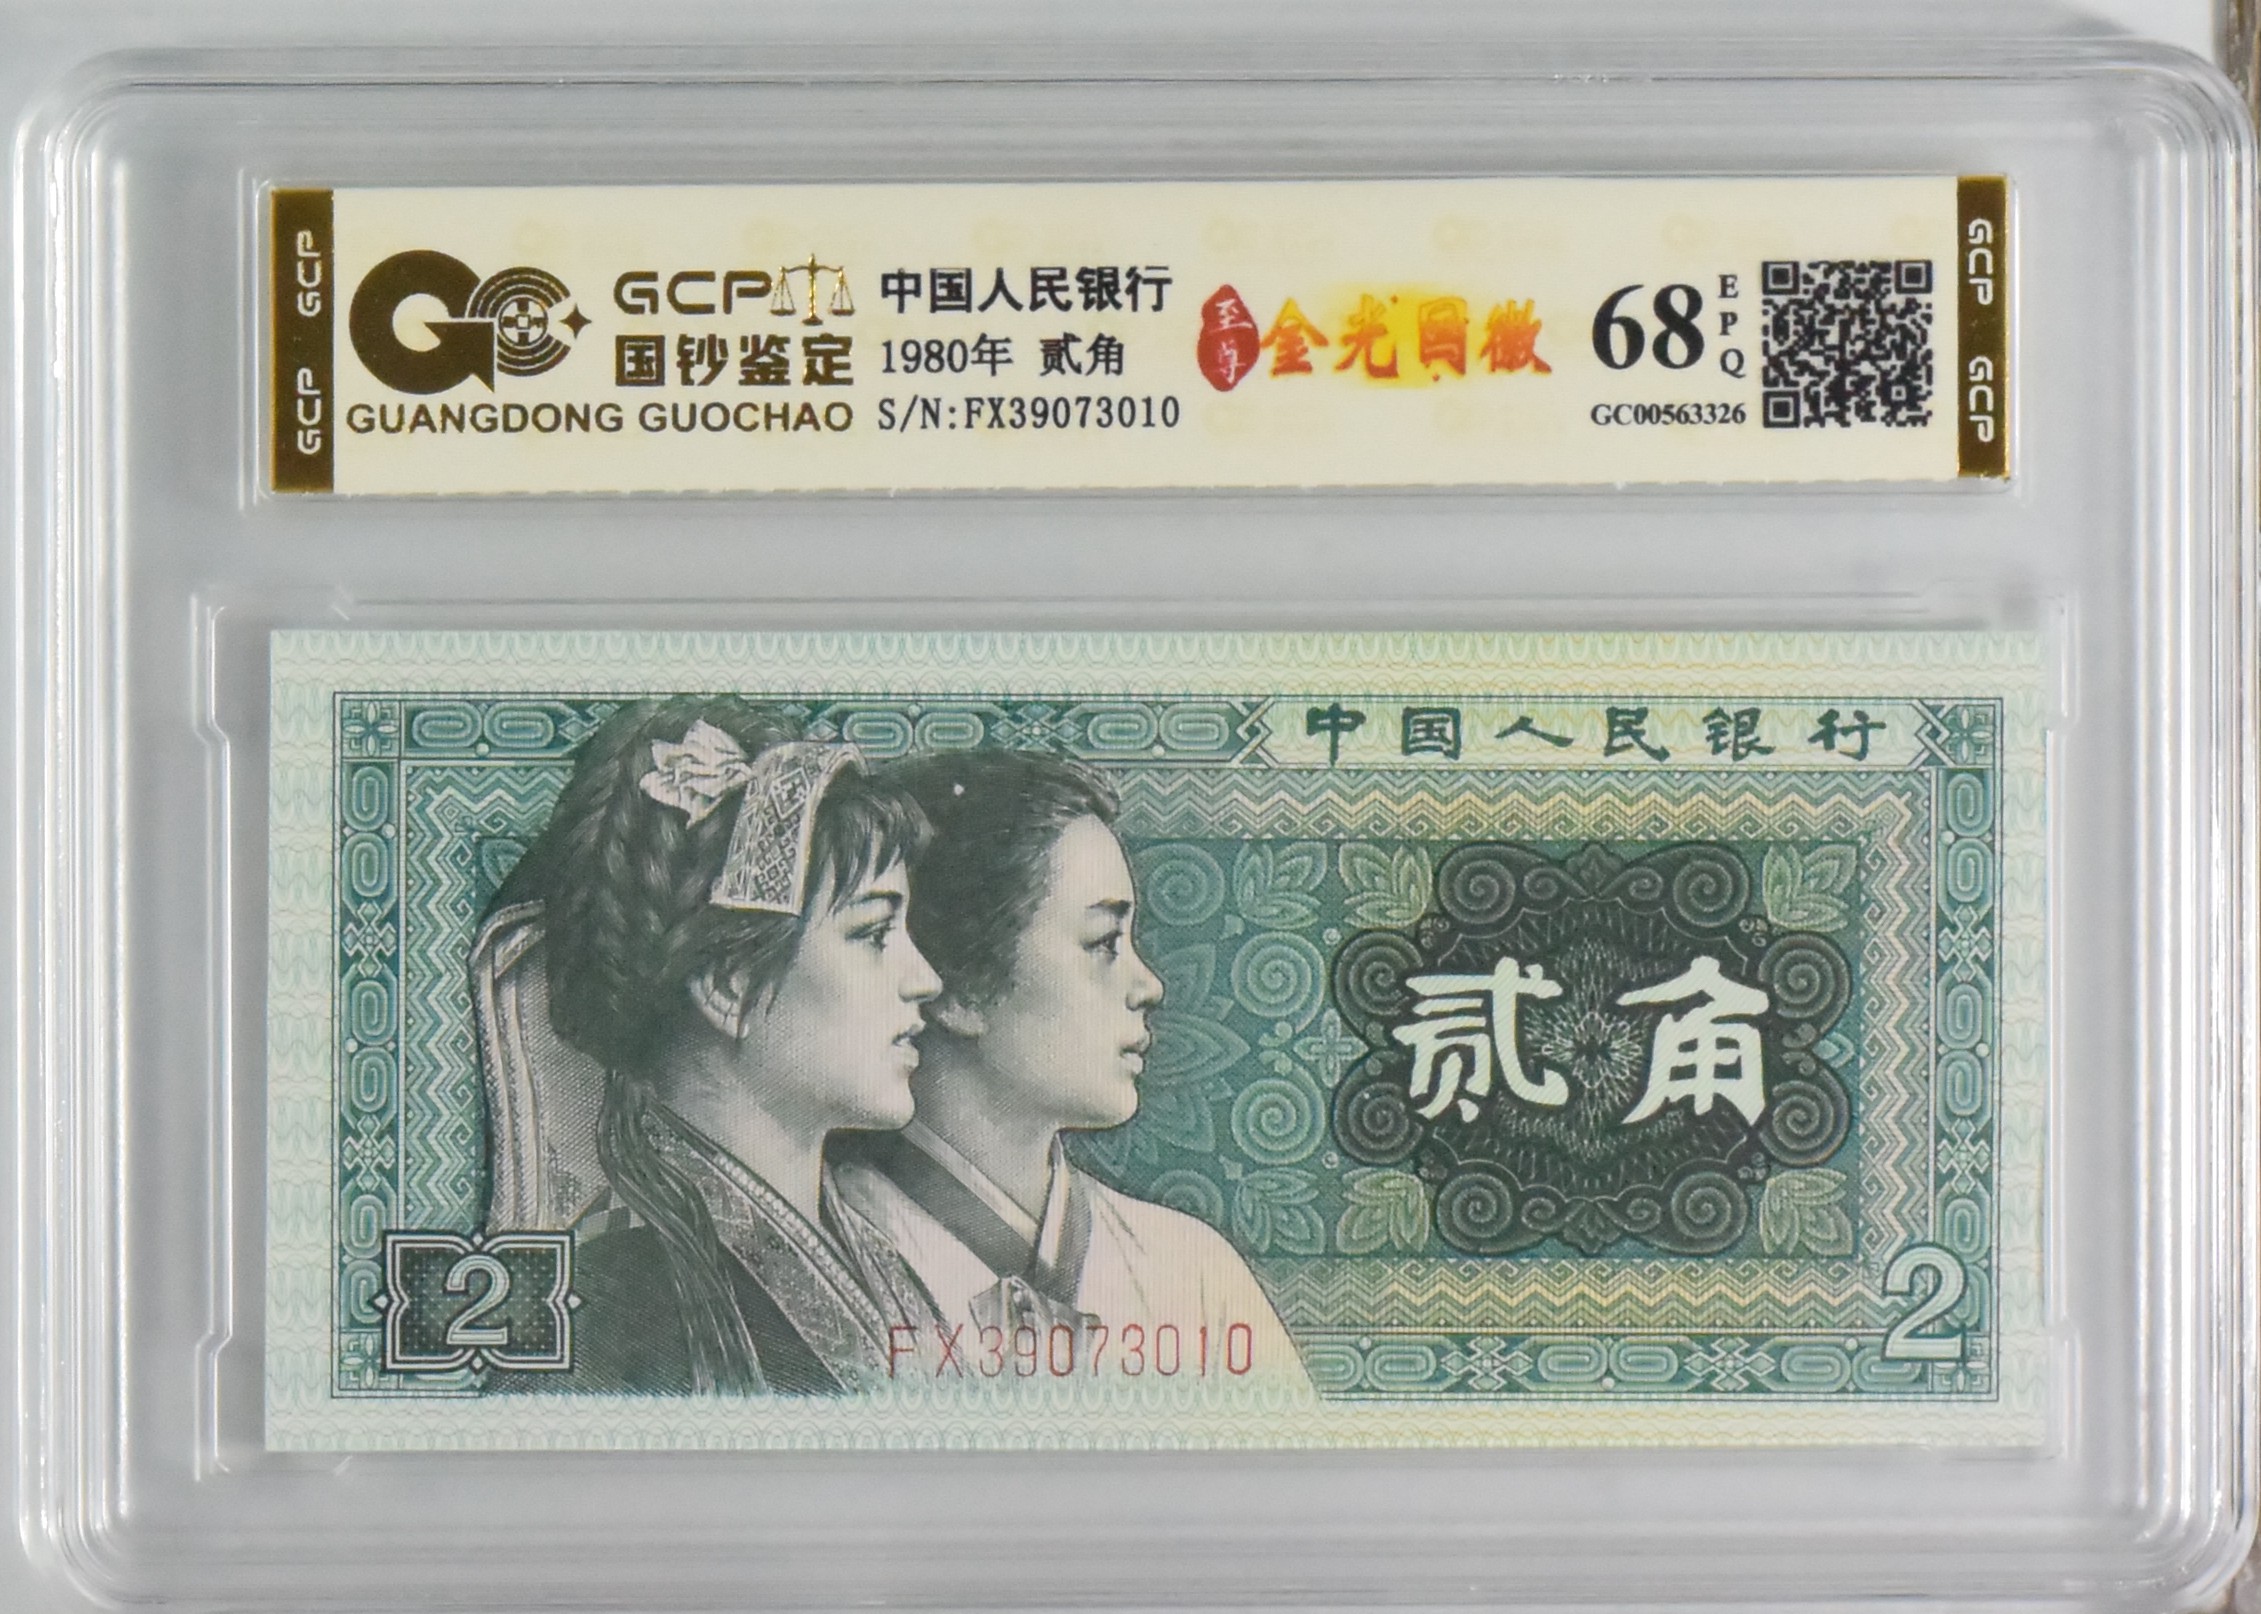 GCP
GCP
GCP
国钞鉴定
GUANGDONG GUOCHAO
中国人民银行
1980年 贰角
S/N:FX39073010
至尊
金光国徽
68
EPQ
GC00563326
GCP
GCP
中国人民银行
贰角
2
FX39073010
2